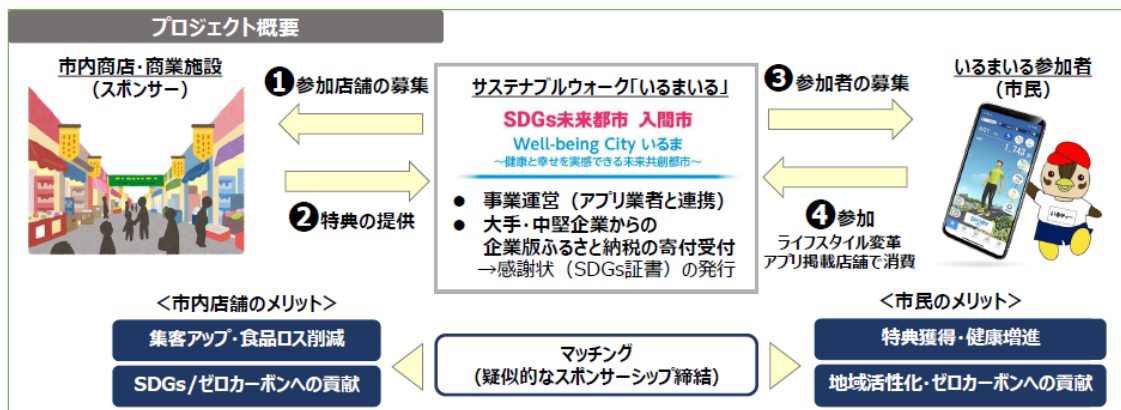 プロジェクト概要
市内商店・商業施設
(スポンサー)
❶参加店舗の募集
❷特典の提供
サステナブルウォーク「いるまいる」
SDGs未来都市 入間市
Well-being City いるま
~健康と幸せを実感できる未来共創都市~
● 事業運営（アプリ業者と連携）
● 大手・中堅企業からの
企業版ふるさと納税の寄付受付
→感謝状（SDGs証書）の発行
❸参加者の募集
❹参加
ライフスタイル変革
アプリ掲載店舗で消費
いるまいる参加者
(市民)
1,743
<市内店舗のメリット>
集客アップ・食品ロス削減
SDGs/ゼロカーボンへの貢献
マッチング
(疑似的なスポンサーシップ締結)
<市民のメリット>
特典獲得・健康増進
地域活性化・ゼロカーボンへの貢献